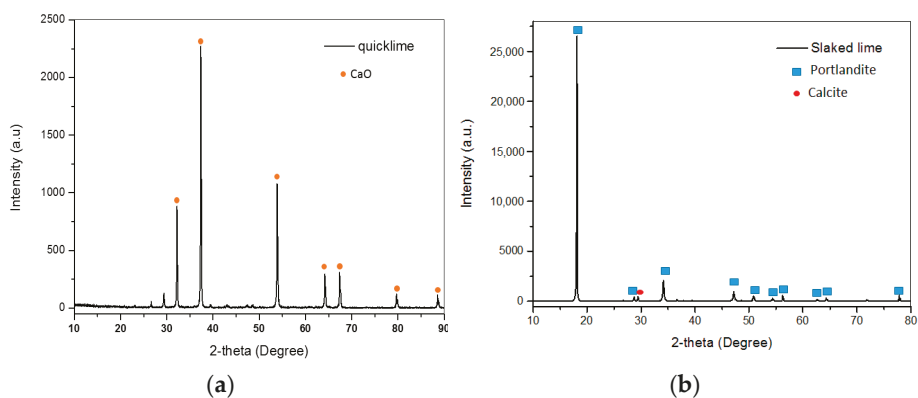 2500
2000
1500
1000
500
0
Intensity (a.u)
quicklime
CaO
10 20 30 40 50 60 70 80 90
2-theta (Degree)
(a)
25,000
20,000
15,000
10,000
5000
0
Intensity (a.u.)
Slaked lime
Portlandite
Calcite
10 20 30 40 50 60 70 80
2-theta (Degree)
(b)